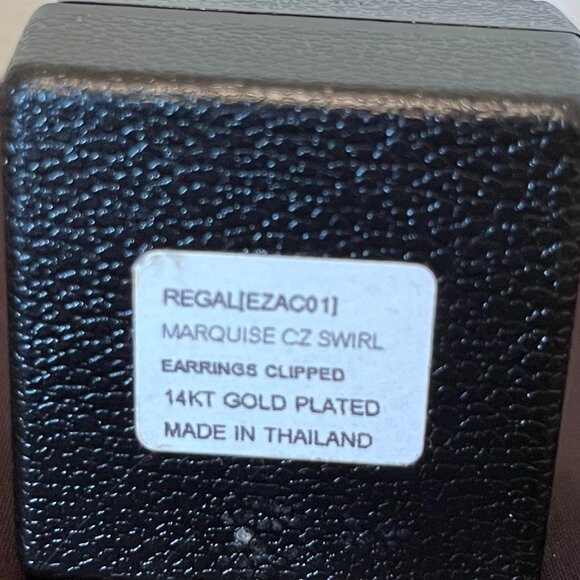 REGAL[EZAC01]
MARQUISE CZ SWIRL
EARRINGS CLIPPED
14KT GOLD PLATED
MADE IN THAILAND